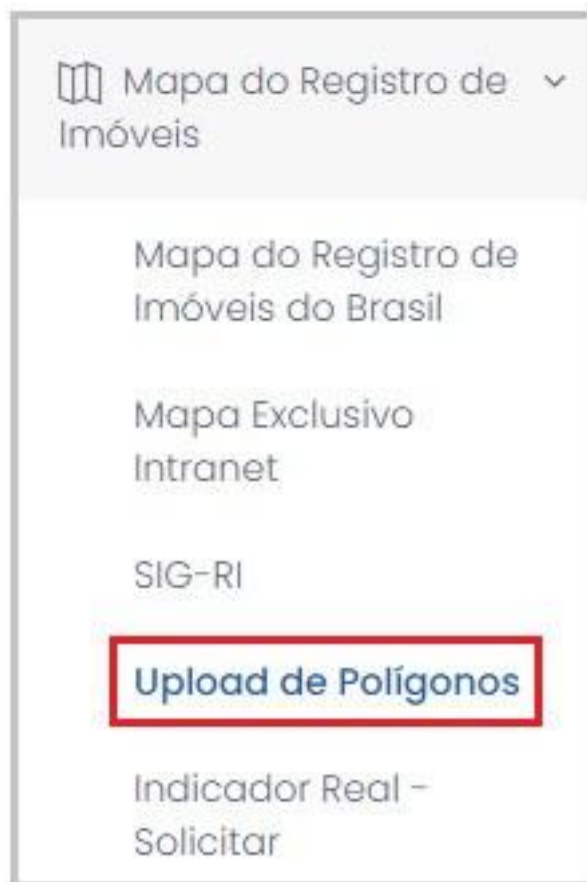 Mapa do Registro de
Imóveis
Mapa do Registro de
Imóveis do Brasil
Mapa Exclusivo
Intranet
SIG-RI
Upload de Polígonos
Indicador Real -
Solicitar